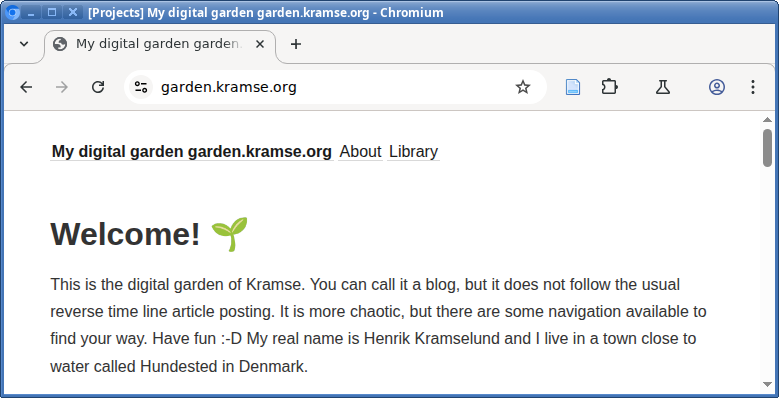 [Projects] My digital garden garden.kramse.org - Chromium
My digital garden garden.
garden.kramse.org
My digital garden garden.kramse.org About Library
Welcome! 🌱
This is the digital garden of Kramse. You can call it a blog, but it does not follow the usual
reverse time line article posting. It is more chaotic, but there are some navigation available to
find your way. Have fun :-D My real name is Henrik Kramselund and I live in a town close to
water called Hundested in Denmark.